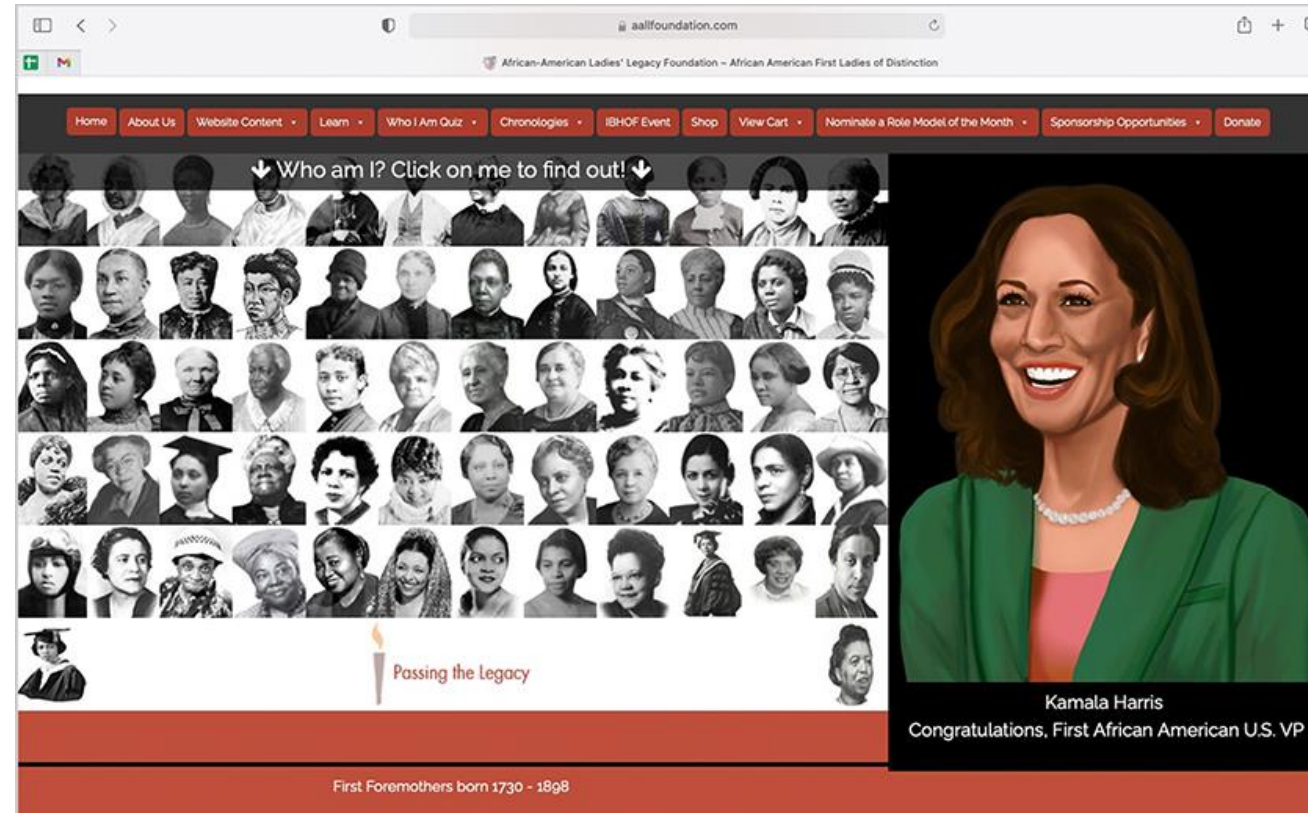 aallfoundation.com
African-American Ladies' Legacy Foundation – African American First Ladies of Distinction
Home About Us Website Content Learn Who I Am Quiz Chronologies IBHOF Event Shop View Cart Nominate a Role Model of the Month Sponsorship Opportunities Donate
Who am I? Click on me to find out!
Passing the Legacy
Kamala Harris
Congratulations, First African American U.S. VP
First Foremothers born 1730 - 1898